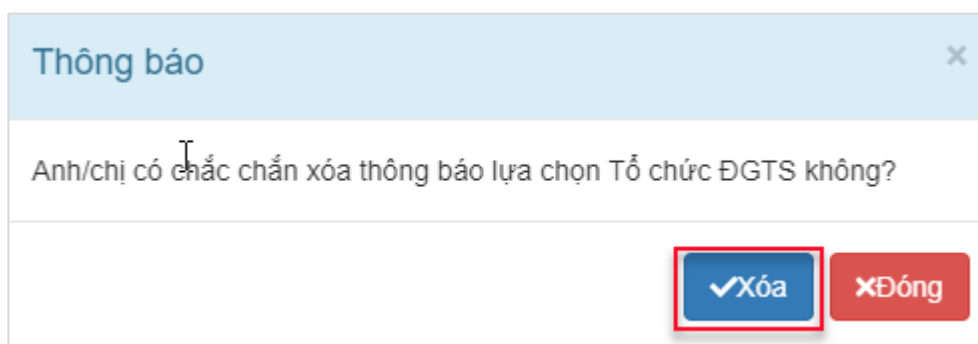 Thông báo
Anh/chị có chắc chắn xóa thông báo lựa chọn Tổ chức ĐGTS không?
Xóa Đóng